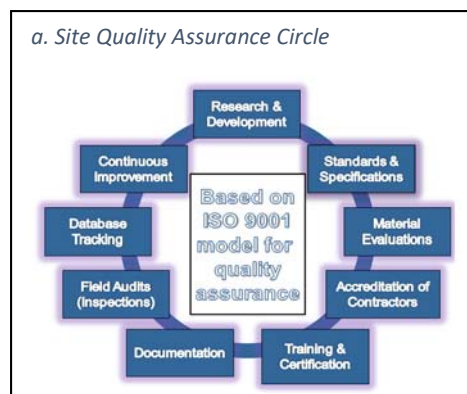 a. Site Quality Assurance Circle
Research &
Development
Standards &
Specifications
Material
Evaluations
Accreditation of
Contractors
Training &
Certification
Documentation
Field Audits
(Inspections)
Database
Tracking
Continuous
Improvement
Based on
ISO 9001
model for
quality
assurance